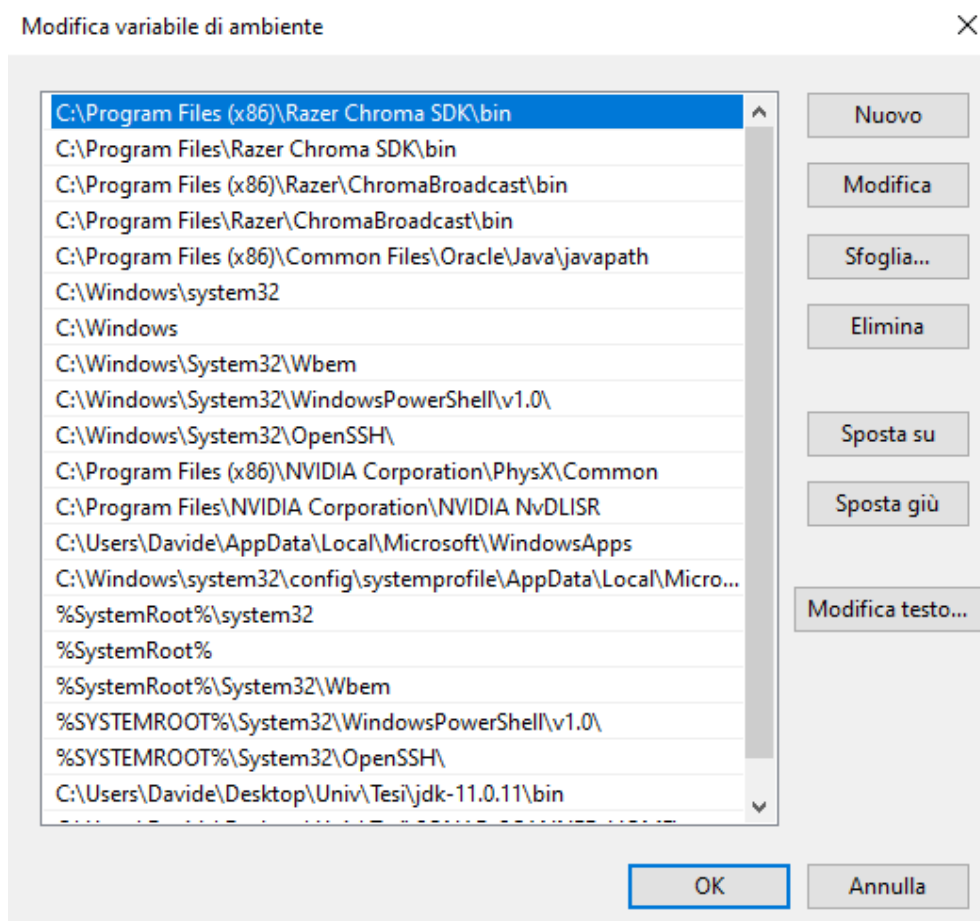 Modifica variabile di ambiente
C:\Program Files (x86)\Razer Chroma SDK\bin
C:\Program Files\Razer Chroma SDK\bin
C:\Program Files (x86)\Razer\ChromaBroadcast\bin
C:\Program Files\Razer\ChromaBroadcast\bin
C:\Program Files (x86)\Common Files\Oracle\Java\javapath
C:\Windows\system32
C:\Windows
C:\Windows\System32\Wbem
C:\Windows\System32\WindowsPowerShell\v1.0\
C:\Windows\System32\OpenSSH\
C:\Program Files (x86)\NVIDIA Corporation\PhysX\Common
C:\Program Files\NVIDIA Corporation\NVIDIA NvDLISR
C:\Users\Davide\AppData\Local\Microsoft\WindowsApps
C:\Windows\system32\config\systemprofile\AppData\Local\Micro...
%SystemRoot%\system32
%SystemRoot%
%SystemRoot%\System32\Wbem
%SYSTEMROOT%\System32\WindowsPowerShell\v1.0\
%SYSTEMROOT%\System32\OpenSSH\
C:\Users\Davide\Desktop\Univ\Tesi\jdk-11.0.11\bin
Nuovo
Modifica
Sfoglia...
Elimina
Sposta su
Sposta giù
Modifica testo...
OK
Annulla